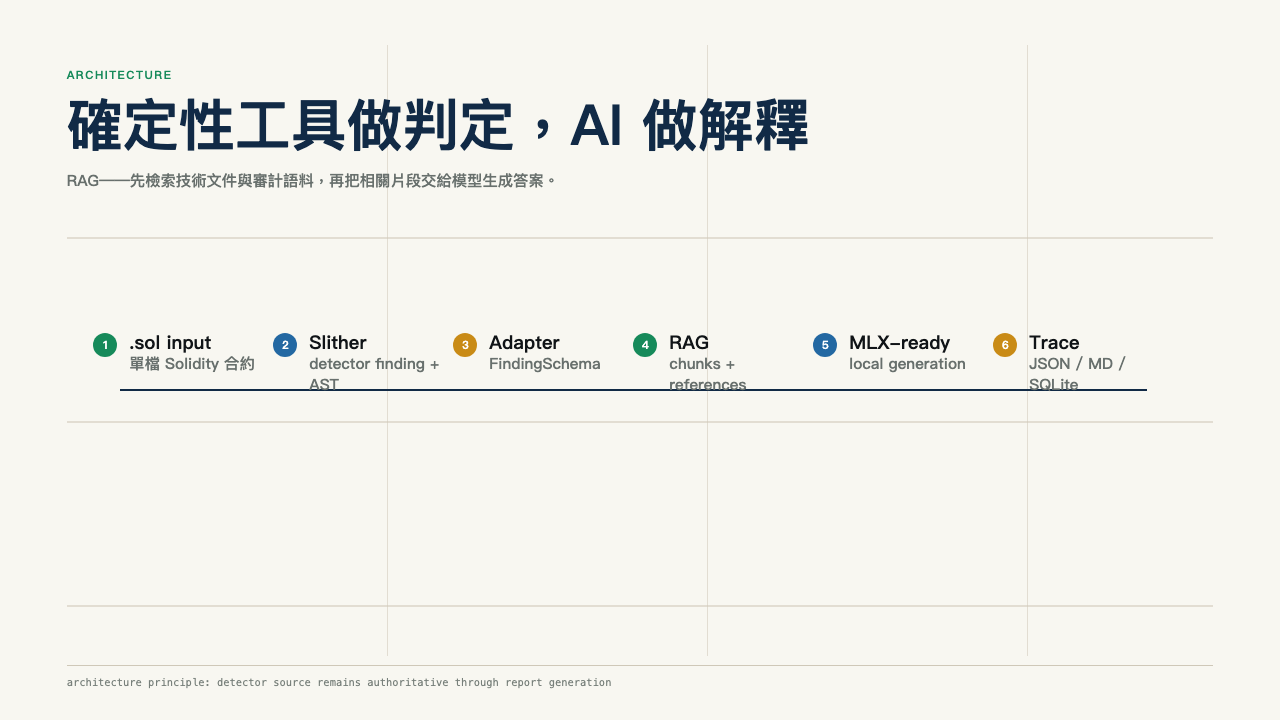 ARCHITECTURE
確定性工具做判定，AI 做解釋
RAG——先檢索技術文件與審計語料，再把相關片段交給模型生成答案。
1 .sol input
單檔 Solidity 合約
2 Slither
detector finding +
AST
3 Adapter
FindingSchema
4 RAG
chunks +
references
5 MLX-ready
local generation
6 Trace
JSON / MD /
SQLite
architecture principle: detector source remains authoritative through report generation